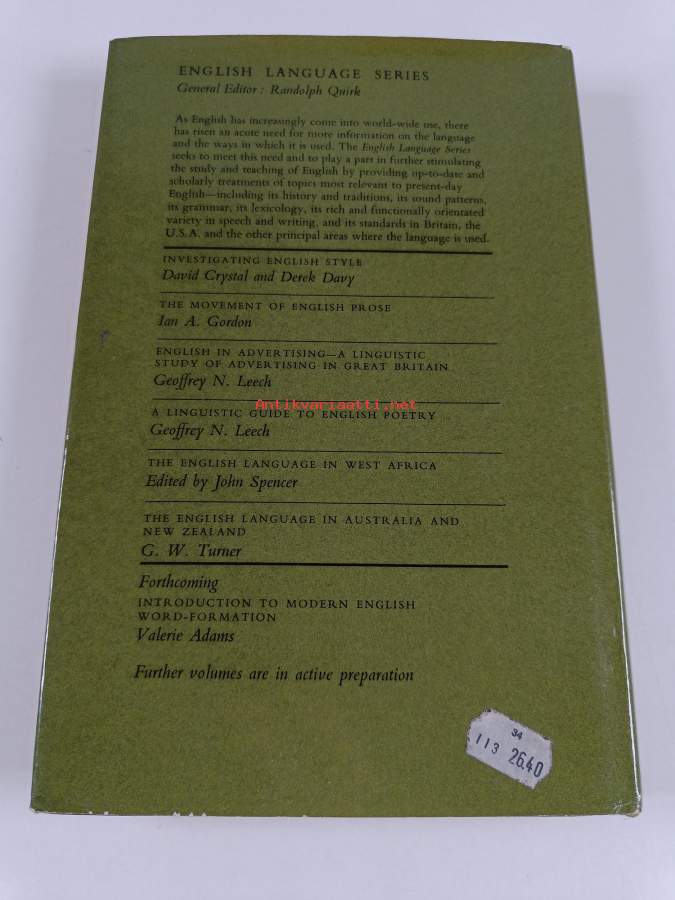 ENGLISH LANGUAGE SERIES
General Editor: Randolph Quirk
As English has increasingly come into world-wide use, there
has risen an acute need for more information on the language
and the ways in which it is used. The English Language Series
seeks to meet this need and to play a part in further stimulating
the study and teaching of English by providing up-to-date and
scholarly treatments of topics most relevant to present-day
English—including its history and traditions, its sound patterns,
its grammar, its lexicology, its rich and functionally orientated
variety in speech and writing, and its standards in Britain, the
U.S.A. and the other principal areas where the language is used.
INVESTIGATING ENGLISH STYLE
David Crystal and Derek Davy
THE MOVEMENT OF ENGLISH PROSE
Ian A. Gordon
ENGLISH IN ADVERTISING—A LINGUISTIC
STUDY OF ADVERTISING IN GREAT BRITAIN
Geoffrey N. Leech
Antikvariaatti.net
A LINGUISTIC GUIDE TO ENGLISH POETRY
Geoffrey N. Leech
THE ENGLISH LANGUAGE IN WEST AFRICA
Edited by John Spencer
THE ENGLISH LANGUAGE IN AUSTRALIA AND
NEW ZEALAND
G. W. Turner
Forthcoming
INTRODUCTION TO MODERN ENGLISH
WORD-FORMATION
Valerie Adams
Further volumes are in active preparation
34
113 26.40